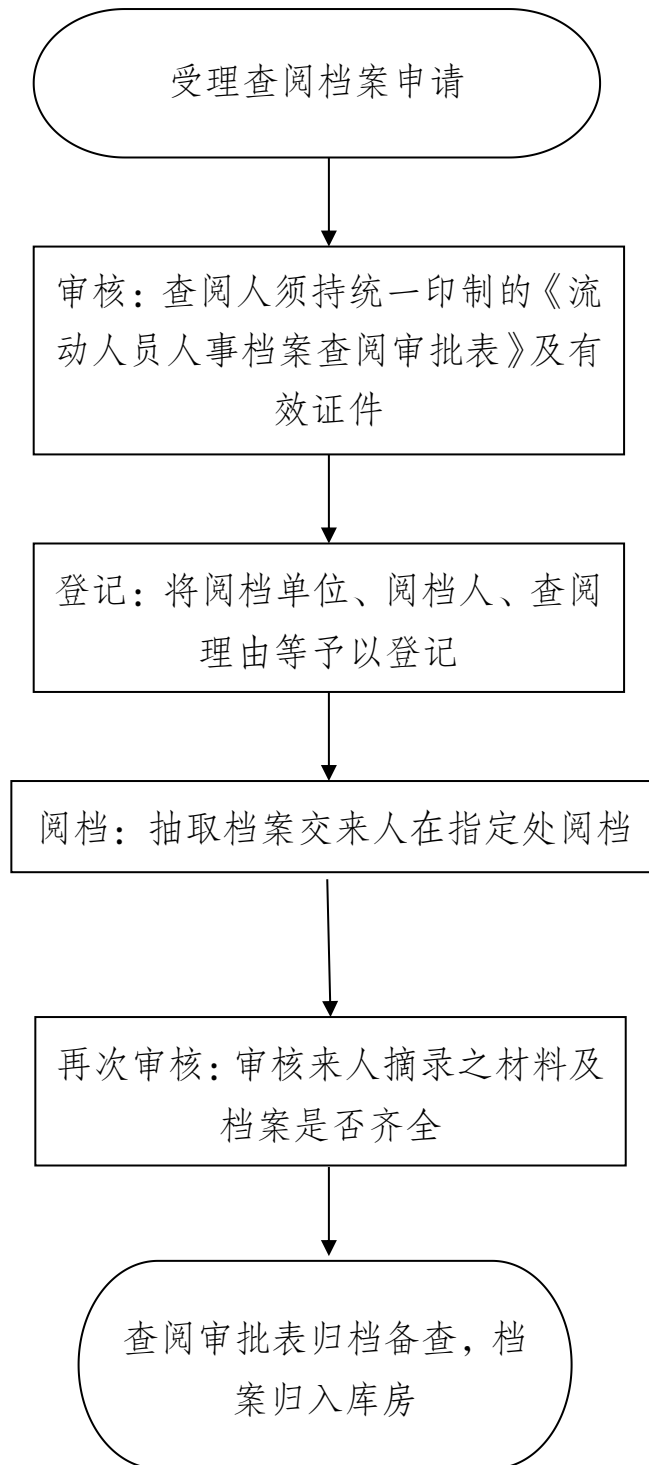 受理查阅档案申请
审核：查阅人须持统一印制的《流
动人员人事档案查阅审批表》及有
效证件
登记：将阅档单位、阅档人、查阅
理由等予以登记
阅档：抽取档案交来人在指定处阅档
再次审核：审核来人摘录之材料及
档案是否齐全
查阅审批表归档备查，档
案归入库房